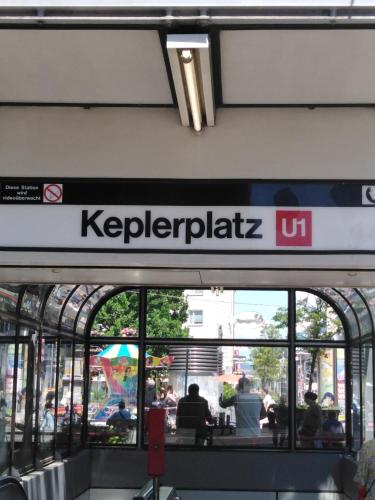 Diese Station
wird
videoüberwacht
Keplerplatz U1